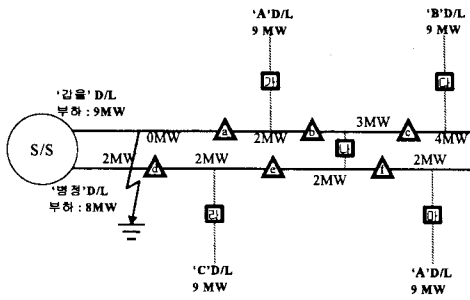 'A'D/L
9 MW
'B'D/L
9 MW
가
다
'갑을' D/L
부하 : 9MW
a
b
3MW
c
0MW
2MW
4MW
S/S
나
2MW
2MW
2MW
d
e
f
2MW
'병정'D/L
부하 : 8MW
라
마
'C'D/L
9 MW
'A'D/L
9 MW